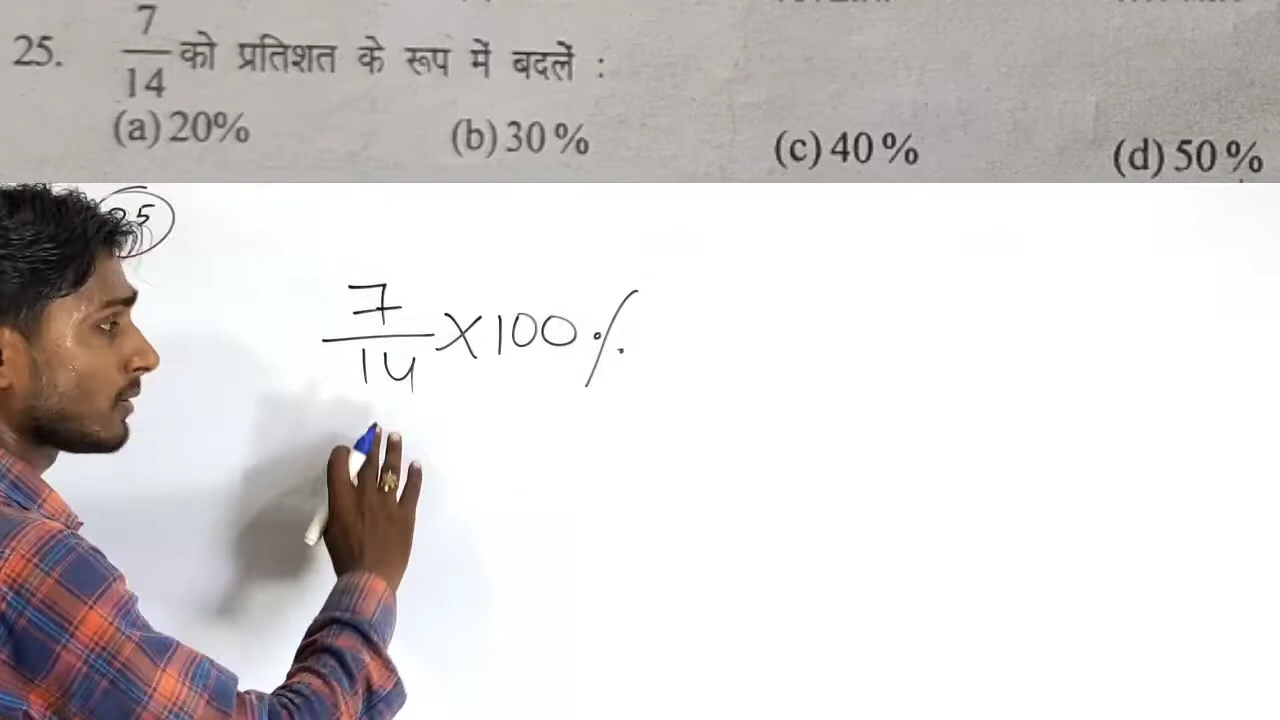 25. 7/14 को प्रतिशत के रूप में बदलें :
(a) 20% (b) 30% (c) 40% (d) 50%
25
7/14 × 100%